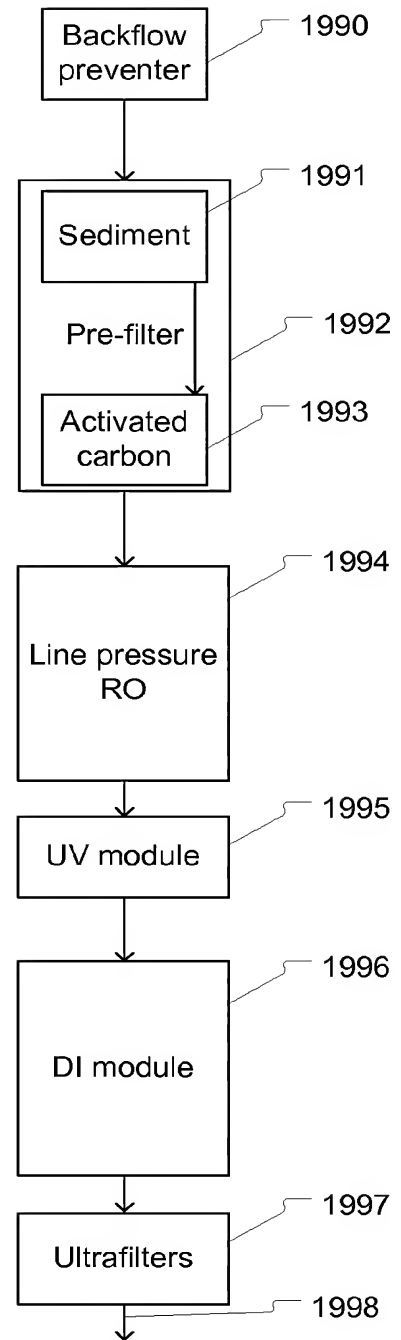 Backflow
preventer
1990
1991
Sediment
Pre-filter
1992
1993
Activated
carbon
1994
Line pressure
RO
1995
UV module
1996
DI module
1997
Ultrafilters
1998